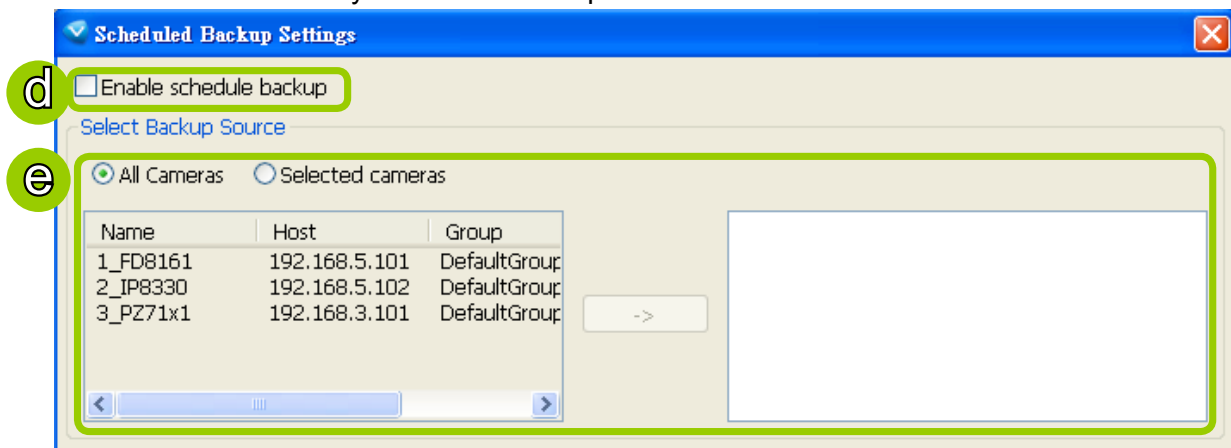 Scheduled Backup Settings
d
Enable schedule backup
Select Backup Source
e
All Cameras Selected cameras
Name Host Group
1_FD8161 192.168.5.101 DefaultGroup
2_IP8330 192.168.5.102 DefaultGroup
3_PZ71x1 192.168.3.101 DefaultGroup
->